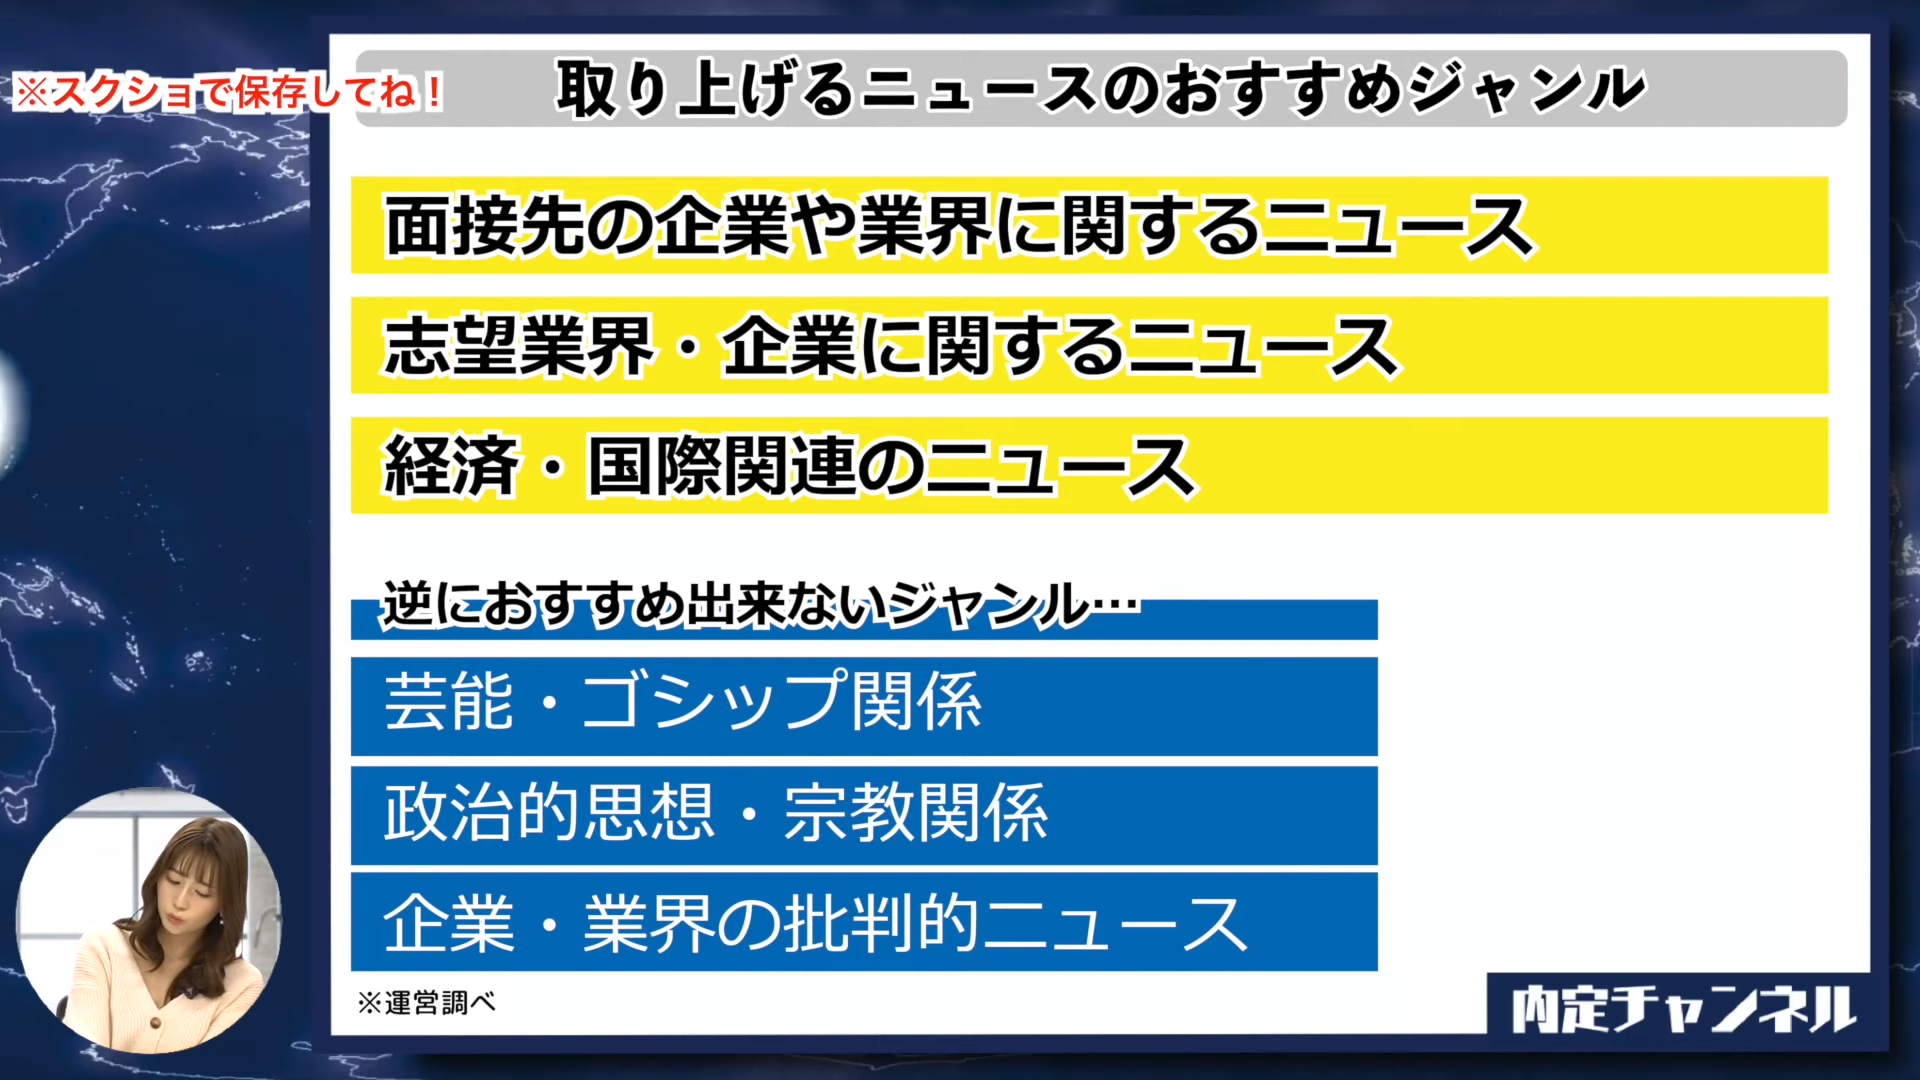 ※スクショで保存してね！
取り上げるニュースのおすすめジャンル
面接先の企業や業界に関するニュース
志望業界・企業に関するニュース
経済・国際関連のニュース
逆におすすめ出来ないジャンル…
芸能・ゴシップ関係
政治的思想・宗教関係
企業・業界の批判的ニュース
※運営調べ
内定チャンネル